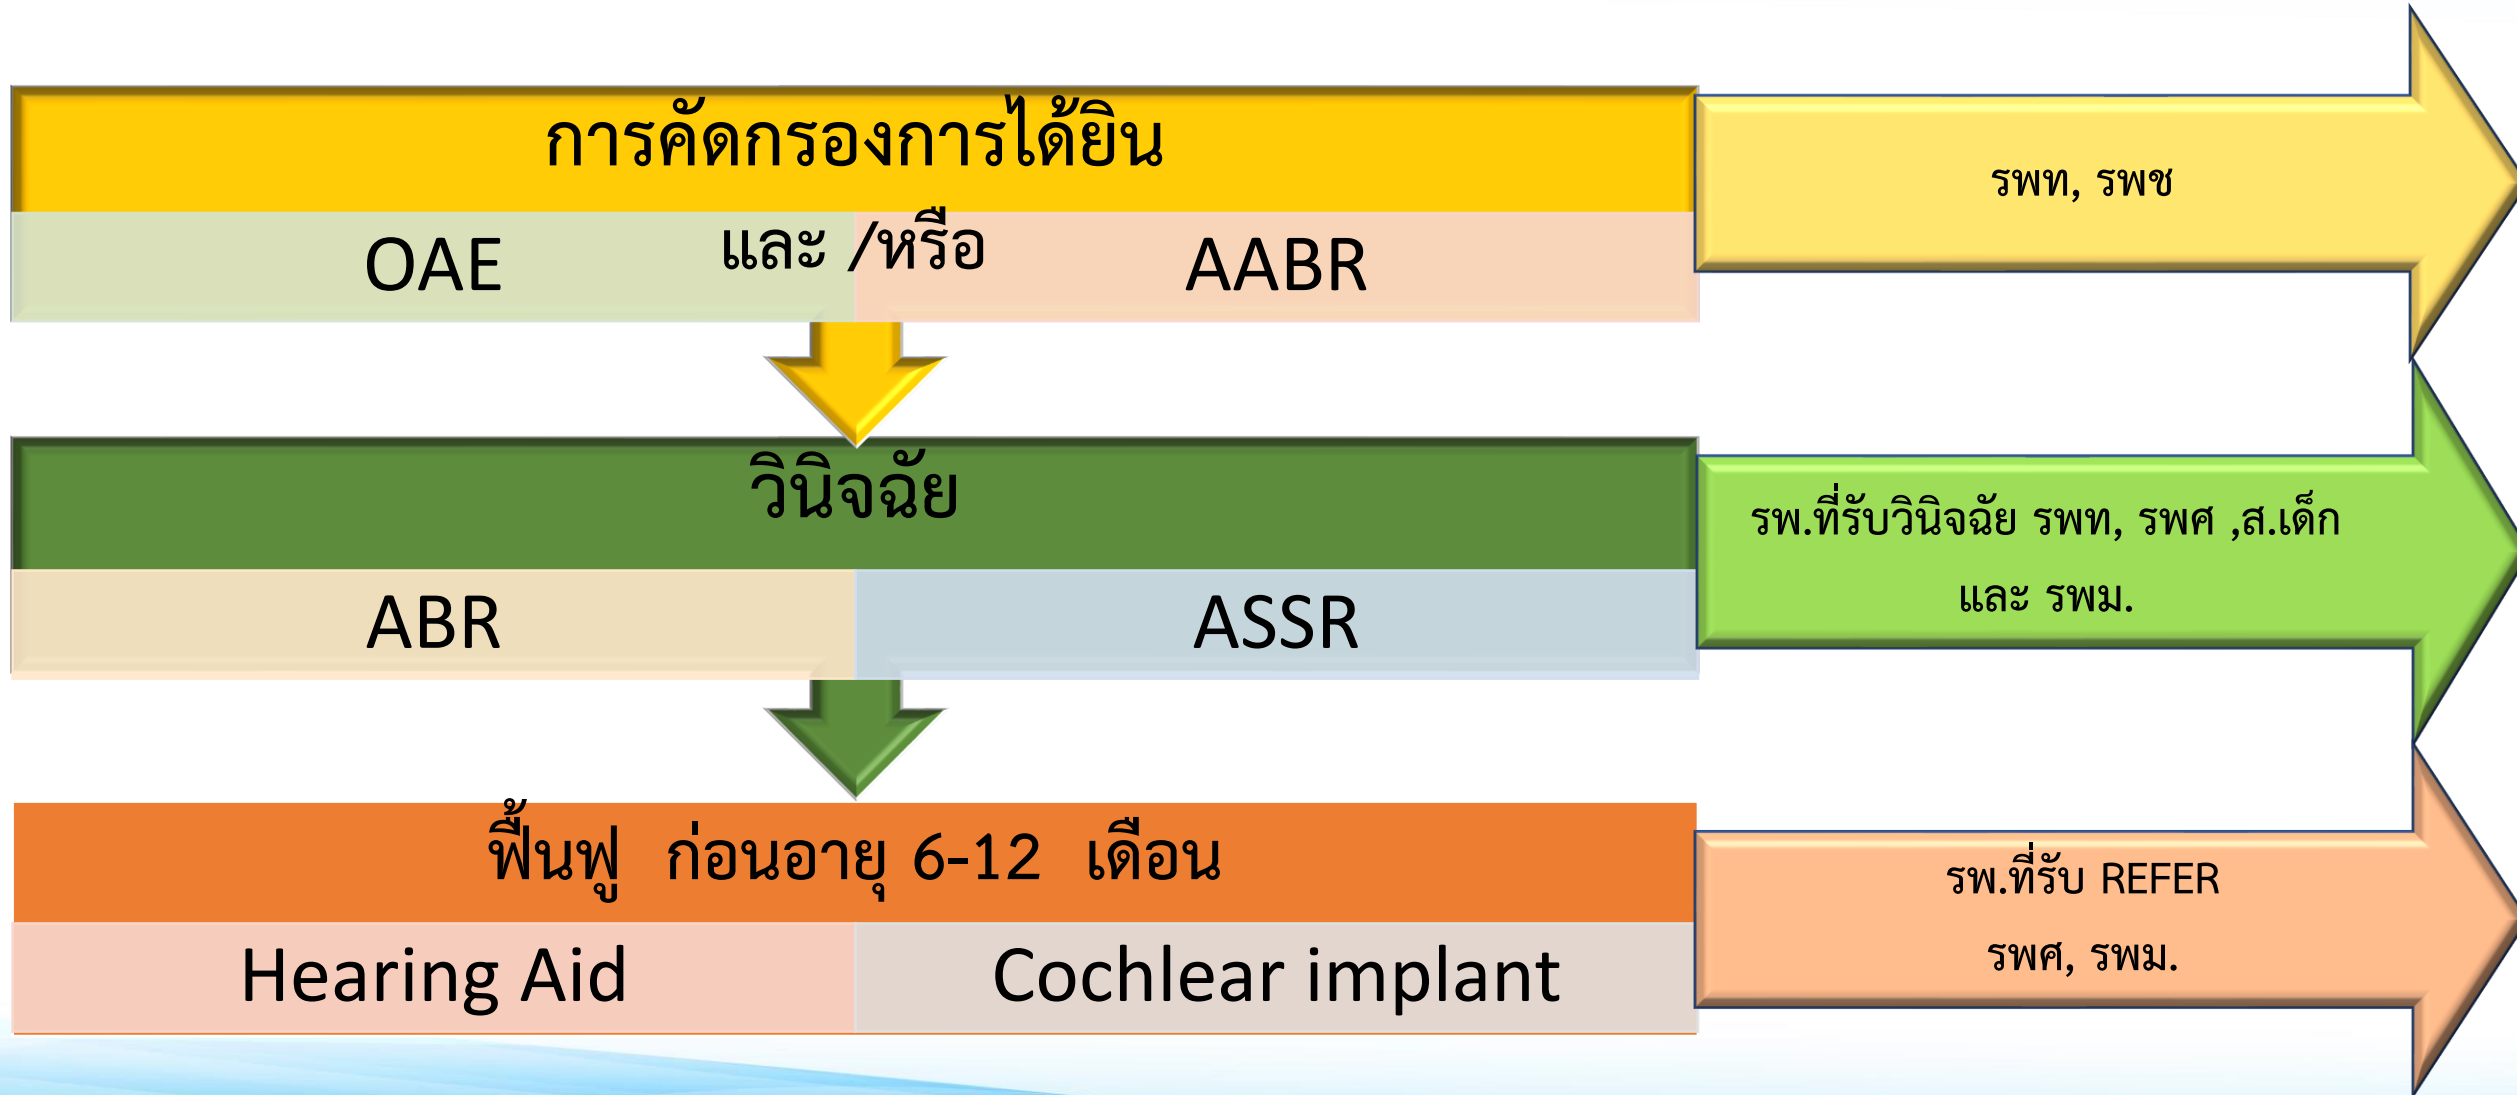 การคัดกรองการได้ยิน
OAE และ /หรือ AABR
รพท, รพช
วินิจฉัย
ABR ASSR
รพ.ที่รับวินิจฉัย รพท, รพศ ,ส.เด็ก
และ รพม.
ฟื้นฟู ก่อนอายุ 6-12 เดือน
Hearing Aid Cochlear implant
รพ.ที่รับ REFER
รพศ, รพม.